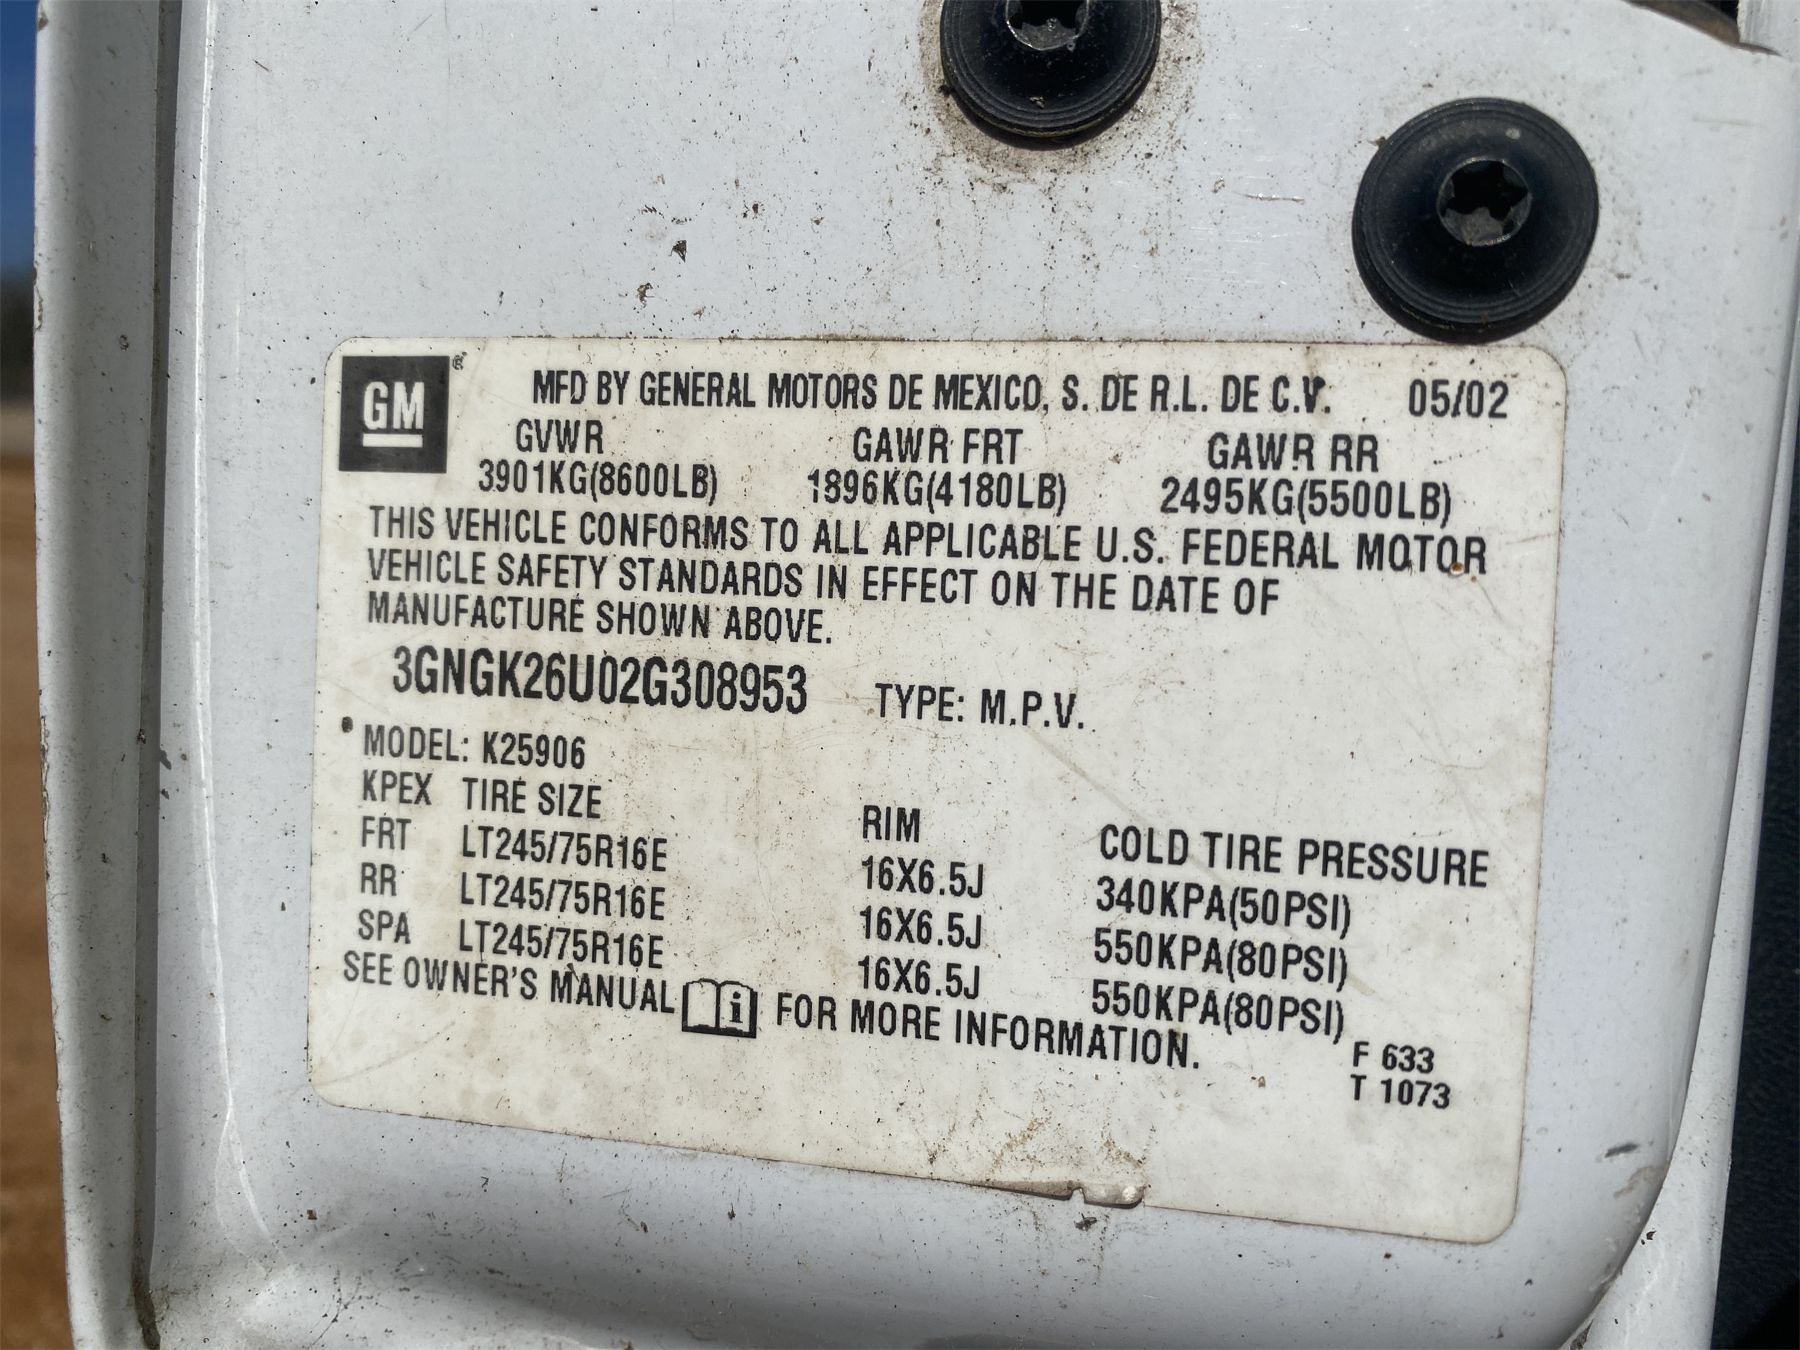 GM ®
MFD BY GENERAL MOTORS DE MEXICO, S. DE R.L. DE C.V. 05/02
GVWR GAWR FRT GAWR RR
3901KG(8600LB) 1896KG(4180LB) 2495KG(5500LB)
THIS VEHICLE CONFORMS TO ALL APPLICABLE U.S. FEDERAL MOTOR
VEHICLE SAFETY STANDARDS IN EFFECT ON THE DATE OF
MANUFACTURE SHOWN ABOVE.
3GNGK26U02G308953 TYPE: M.P.V.
MODEL: K25906
KPEX TIRE SIZE RIM COLD TIRE PRESSURE
FRT LT245/75R16E 16X6.5J 340KPA(50PSI)
RR LT245/75R16E 16X6.5J 550KPA(80PSI)
SPA LT245/75R16E 16X6.5J 550KPA(80PSI)
SEE OWNER'S MANUAL i FOR MORE INFORMATION.
F 633
T 1073